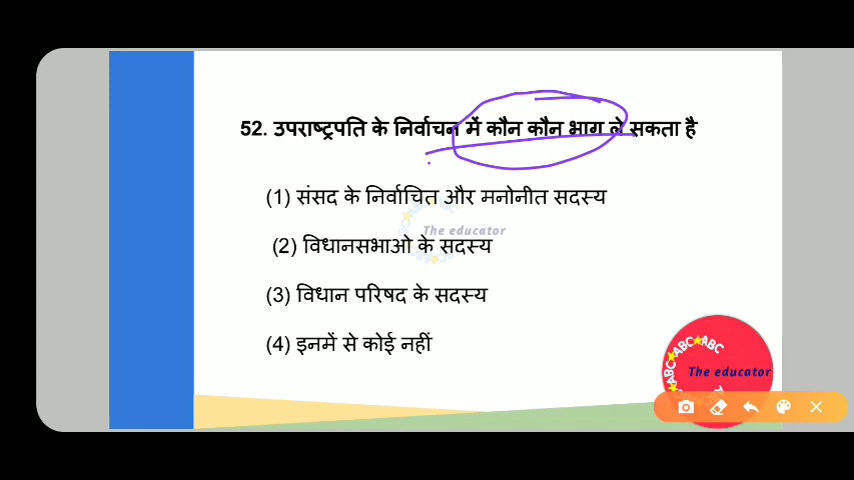 52. उपराष्ट्रपति के निर्वाचन में कौन कौन भाग ले सकता है
(1) संसद के निर्वाचित और मनोनीत सदस्य
The educator
(2) विधानसभाओ के सदस्य
(3) विधान परिषद के सदस्य
(4) इनमें से कोई नहीं
ABC★ABC★ABC
The educator